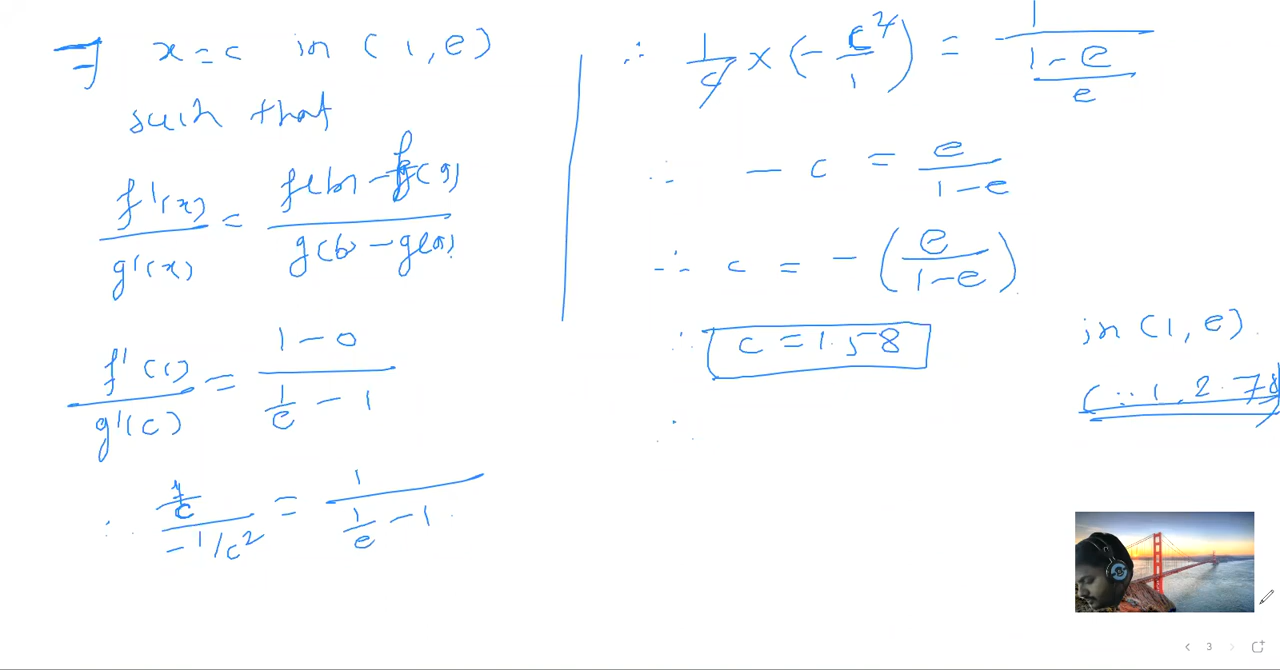 ⇒ x = c in (1, e)
such that
f'(x)/g'(x) = (f(b) - f(a))/(g(b) - g(a))
f'(c)/g'(c) = (1 - 0)/(1/e - 1)
∴ (1/c)/(-1/c²) = 1/(1/e - 1)
∴ 1/c × (- c²/1) = 1/((1 - e)/e)
∴ - c = e/(1 - e)
∴ c = - (e/(1 - e))
∴ c = 1.58
in (1, e)
(1, 2.78)
∴
3